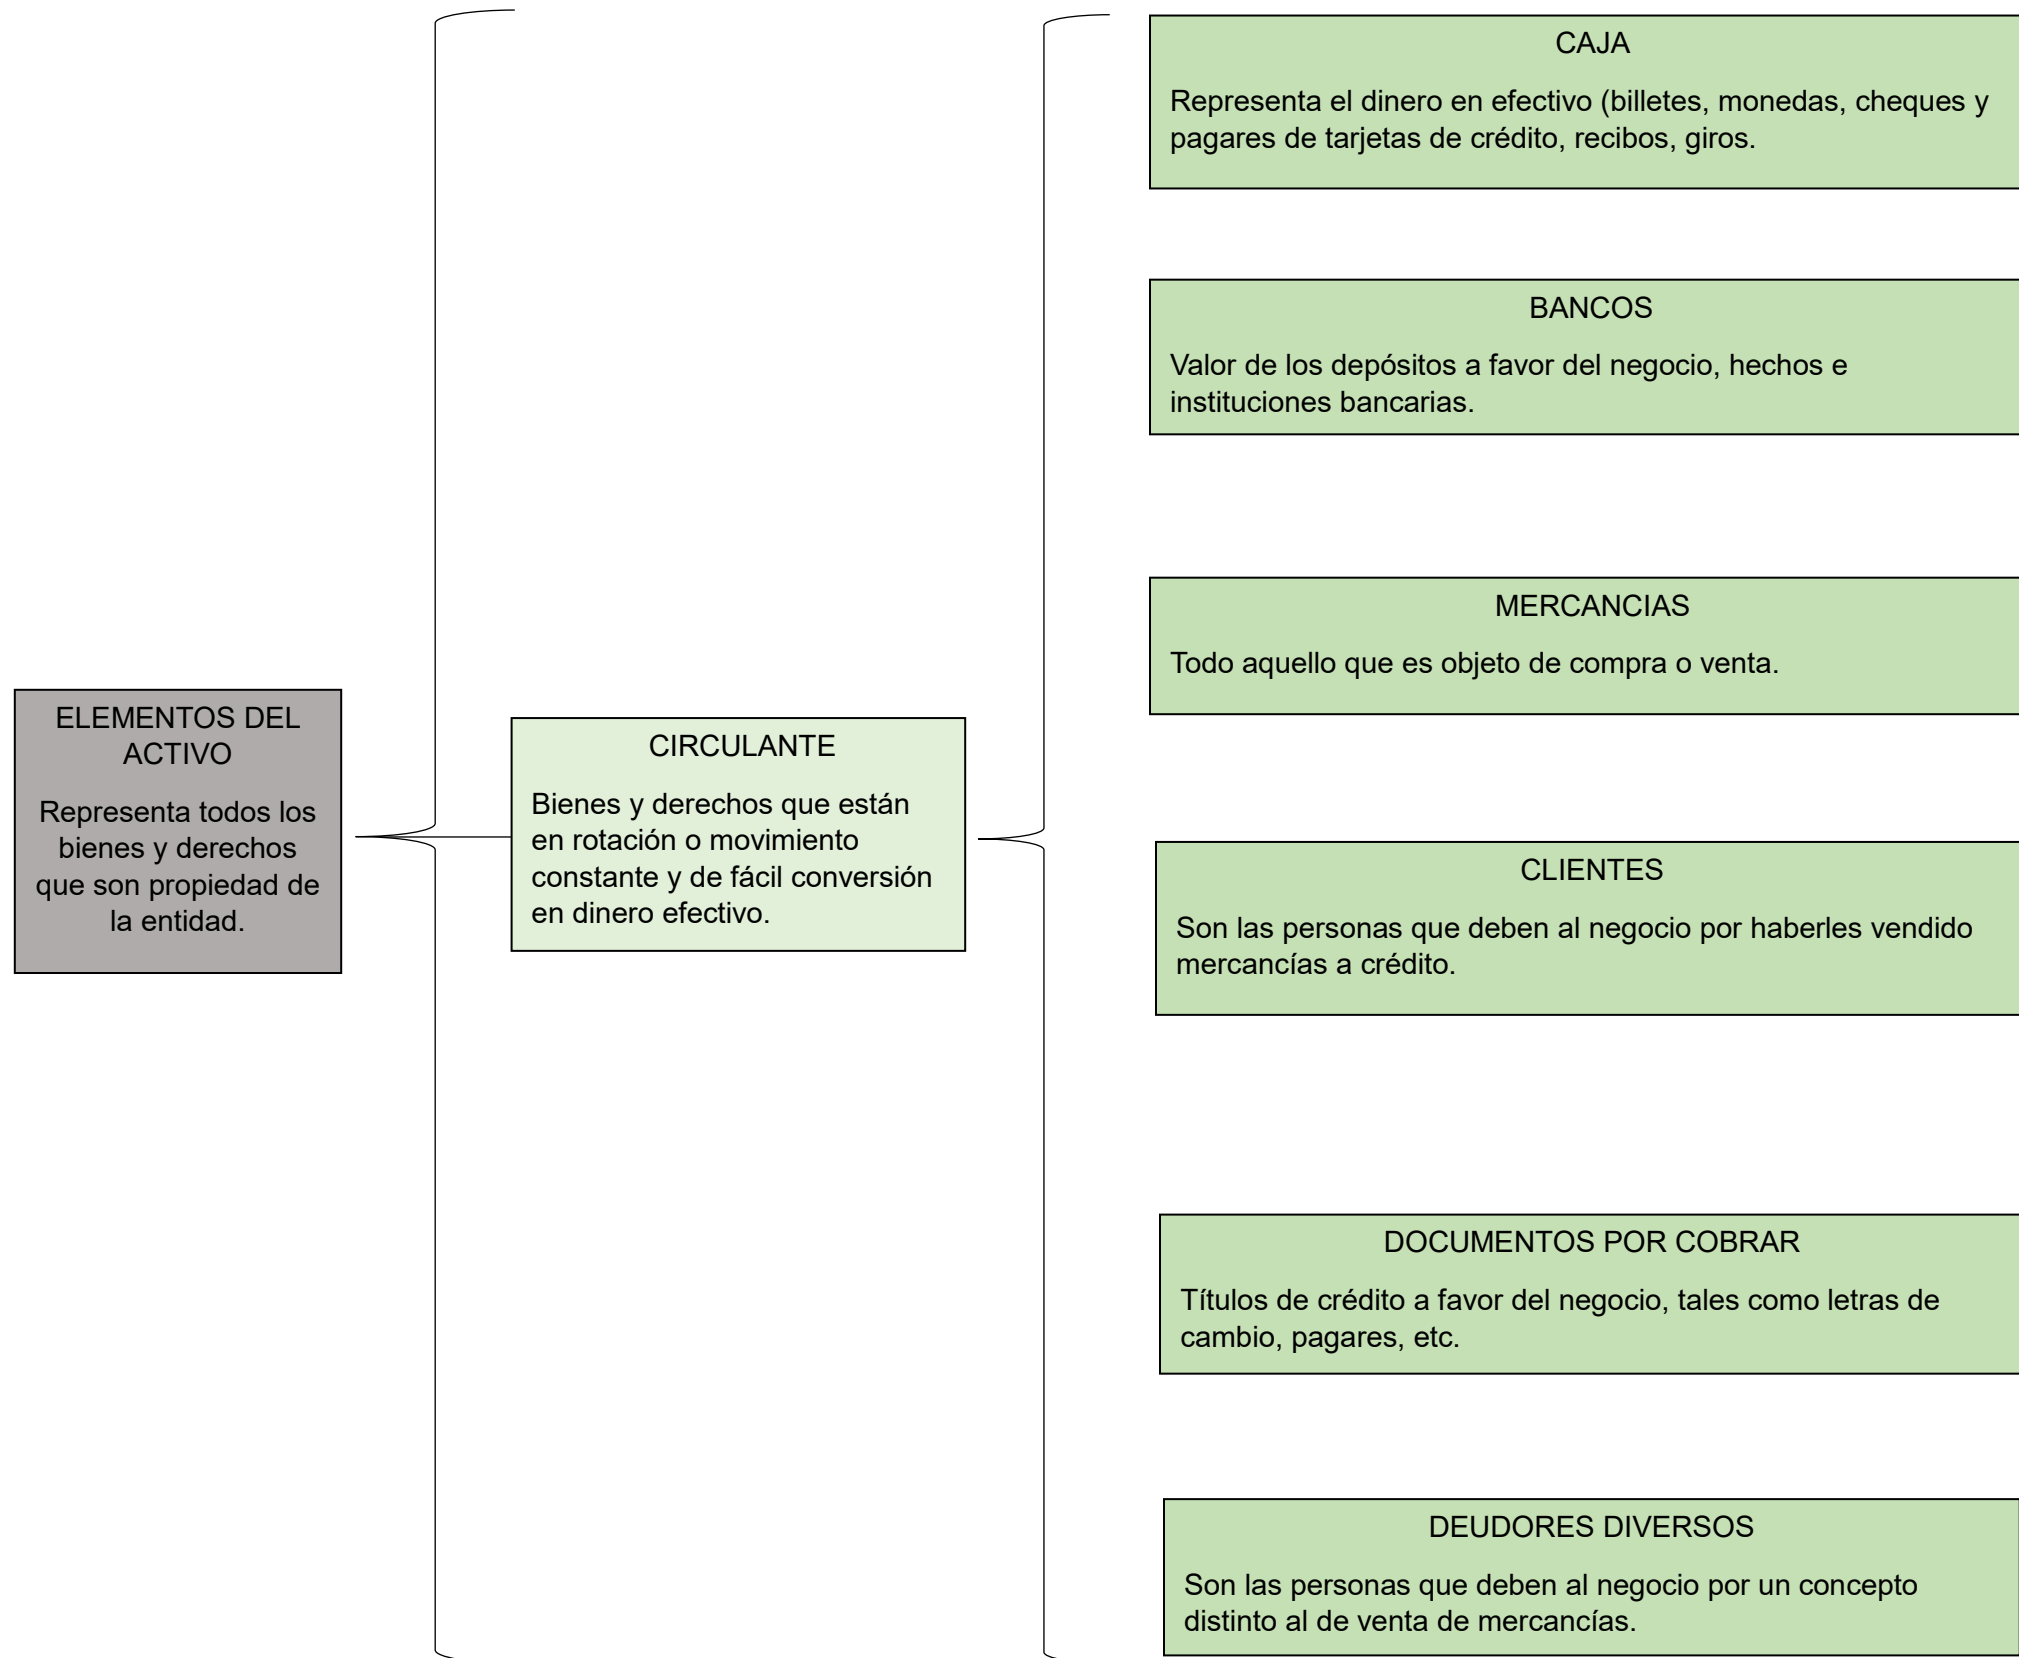 ELEMENTOS DEL
ACTIVO
Representa todos los
bienes y derechos
que son propiedad de
la entidad.
CIRCULANTE
Bienes y derechos que están
en rotación o movimiento
constante y de fácil conversión
en dinero efectivo.
CAJA
Representa el dinero en efectivo (billetes, monedas, cheques y
pagares de tarjetas de crédito, recibos, giros.
BANCOS
Valor de los depósitos a favor del negocio, hechos e
instituciones bancarias.
MERCANCIAS
Todo aquello que es objeto de compra o venta.
CLIENTES
Son las personas que deben al negocio por haberles vendido
mercancías a crédito.
DOCUMENTOS POR COBRAR
Títulos de crédito a favor del negocio, tales como letras de
cambio, pagares, etc.
DEUDORES DIVERSOS
Son las personas que deben al negocio por un concepto
distinto al de venta de mercancías.